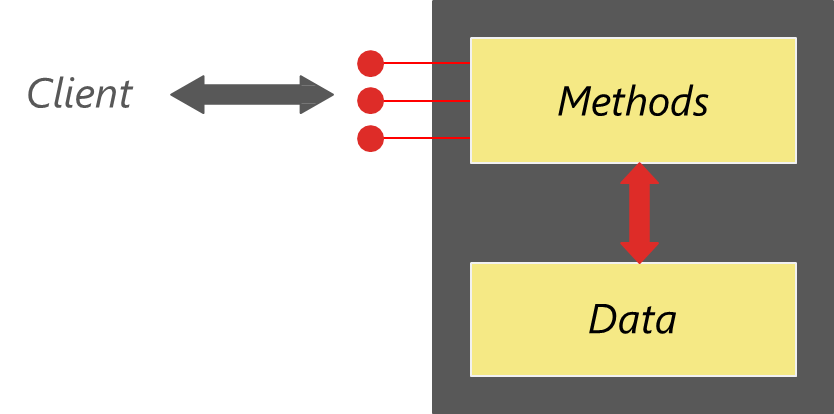 Client
Methods
Data